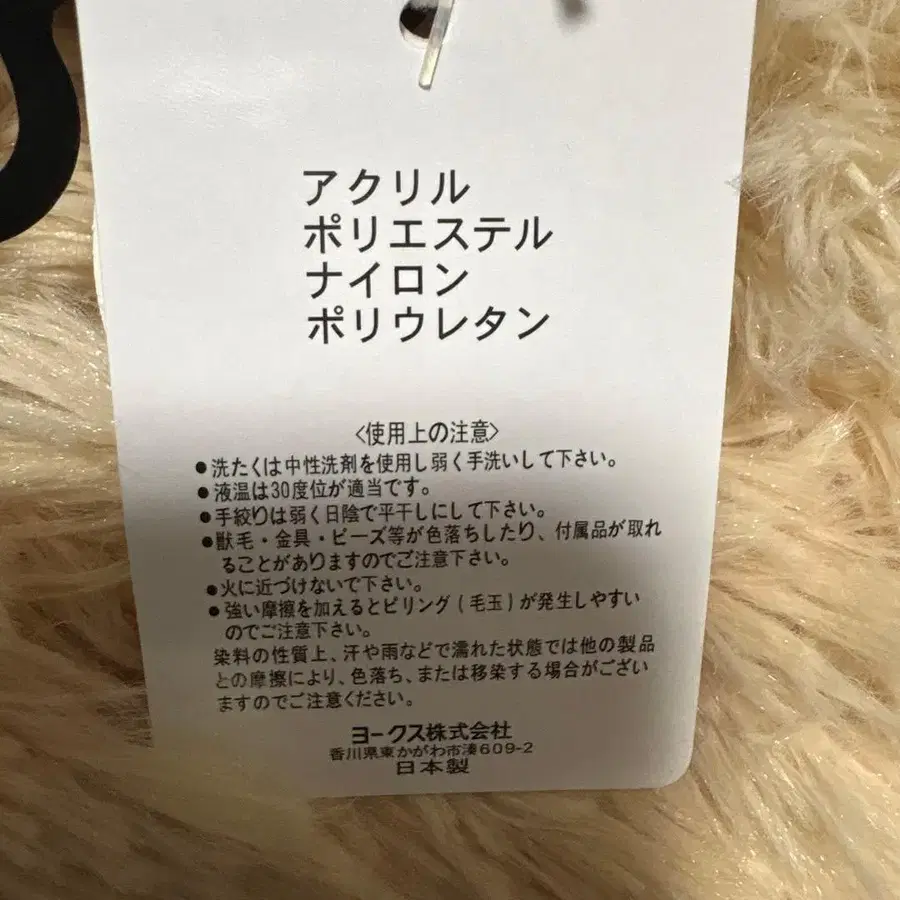 アクリル
ポリエステル
ナイロン
ポリウレタン
〈使用上の注意〉
●洗たくは中性洗剤を使用し弱く手洗いして下さい。
●液温は30度位が適当です。
●手絞りは弱く日陰で平干しにして下さい。
●獣毛・金具・ビーズ等が色落ちしたり、付属品が取れ
ることがありますのでご注意下さい。
●火に近づけないで下さい。
●強い摩擦を加えるとピリング(毛玉)が発生しやすい
のでご注意下さい。
染料の性質上、汗や雨などで濡れた状態では他の製品
との摩擦により、色落ち、または移染する場合がござい
ますのでご注意ください。
ヨークス株式会社
香川県東かがわ市湊609-2
日本製